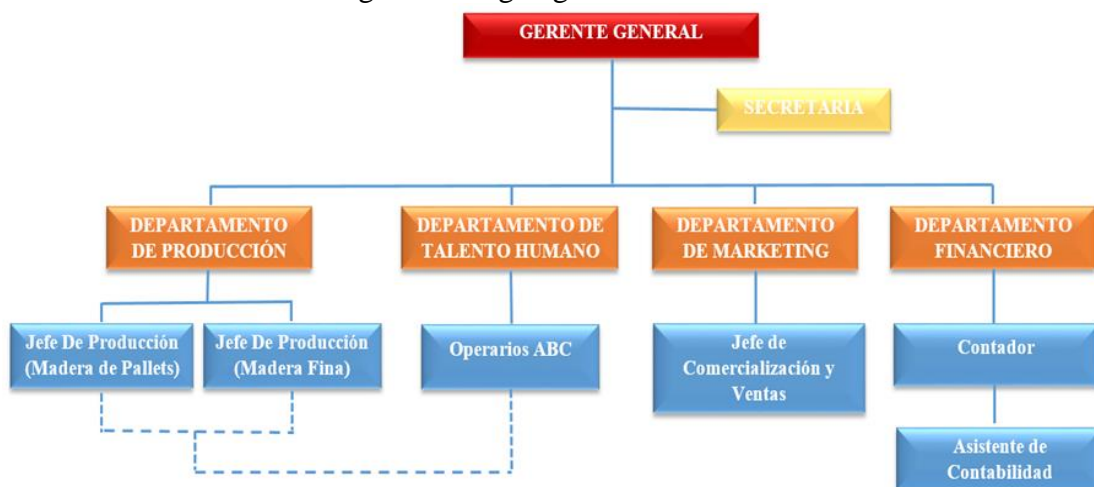 GERENTE GENERAL
SECRETARIA
DEPARTAMENTO
DE PRODUCCIÓN
DEPARTAMENTO DE
TALENTO HUMANO
DEPARTAMENTO
DE MARKETING
DEPARTAMENTO
FINANCIERO
Jefe De Producción
(Madera de Pallets)
Jefe De Producción
(Madera Fina)
Operarios ABC
Jefe de
Comercialización y
Ventas
Contador
Asistente de
Contabilidad